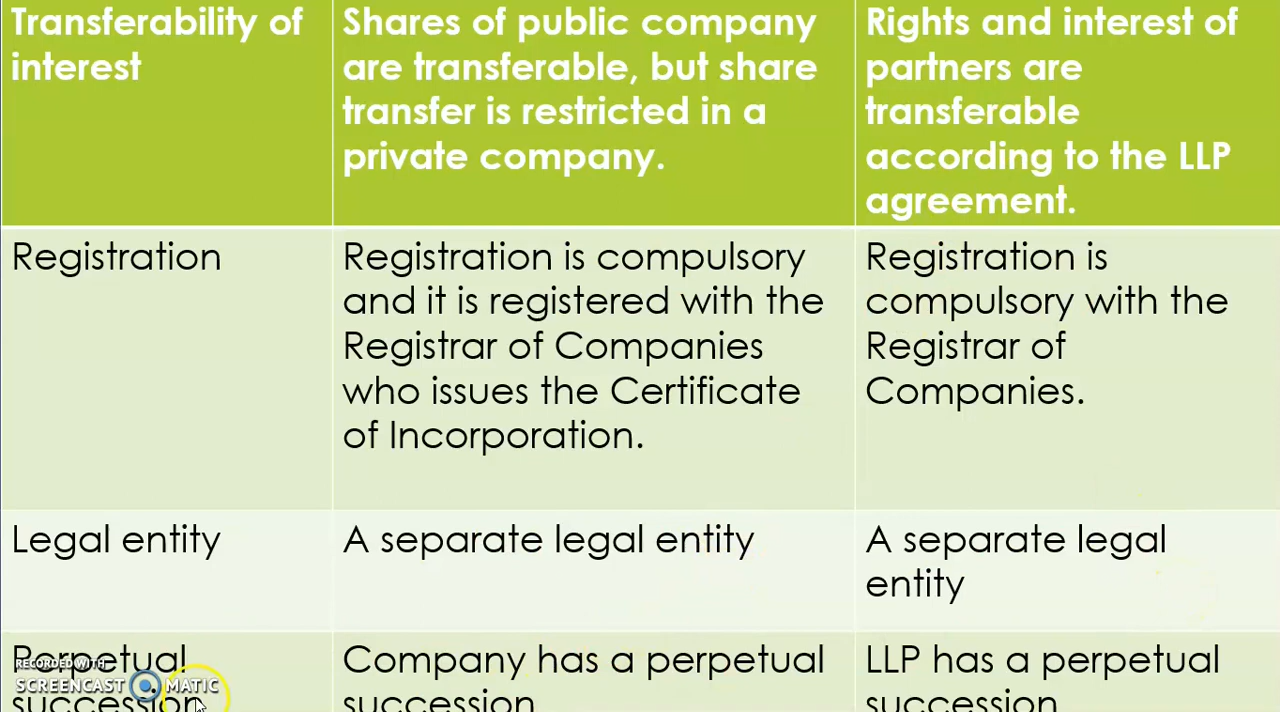 Transferability of
interest
Shares of public company
are transferable, but share
transfer is restricted in a
private company.
Rights and interest of
partners are
transferable
according to the LLP
agreement.
Registration
Registration is compulsory
and it is registered with the
Registrar of Companies
who issues the Certificate
of Incorporation.
Registration is
compulsory with the
Registrar of
Companies.
Legal entity
A separate legal entity
A separate legal
entity
Perpetual
succession
Company has a perpetual
succession
LLP has a perpetual
succession
RECORDED WITH
SCREENCAST MATIC